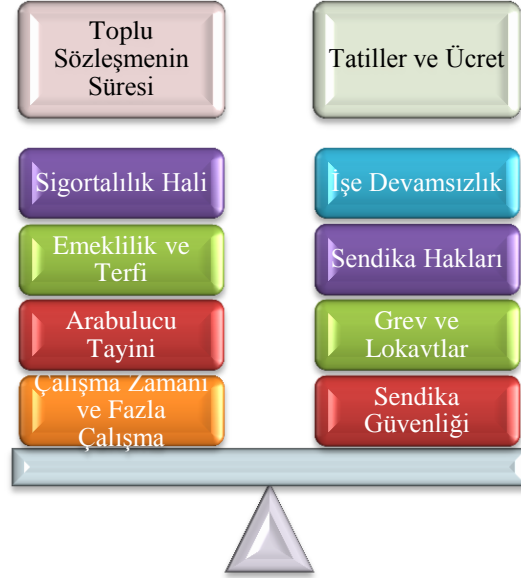 Toplu
Sözleşmenin
Süresi
Tatiller ve Ücret
Sigortalılık Hali
İşe Devamsızlık
Emeklilik ve
Terfi
Sendika Hakları
Arabulucu
Tayini
Grev ve
Lokavtlar
Çalışma Zamanı
ve Fazla
Çalışma
Sendika
Güvenliği